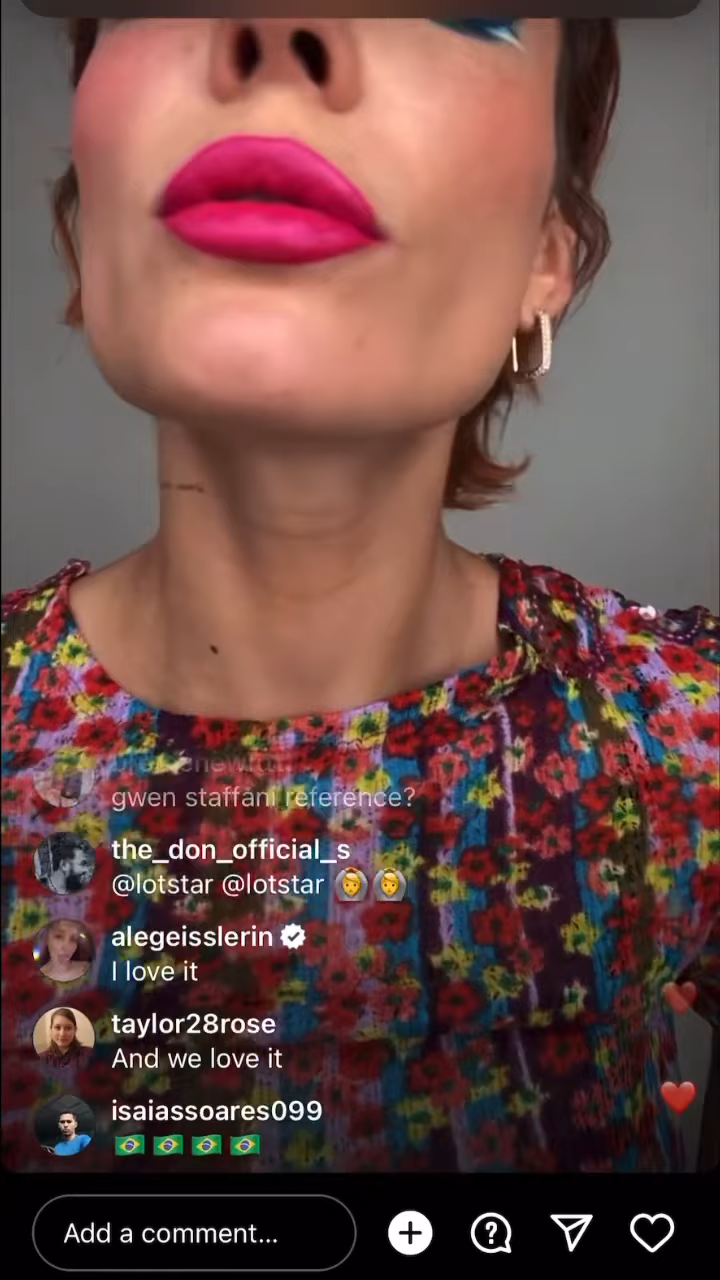 gwen staffani reference?
the_don_official_s
@lotstar @lotstar 🙆‍♂️🙆‍♂️
alegeisslerin
I love it
taylor28rose
And we love it
isaiassoares099
🇧🇷🇧🇷🇧🇷🇧🇷
Add a comment...